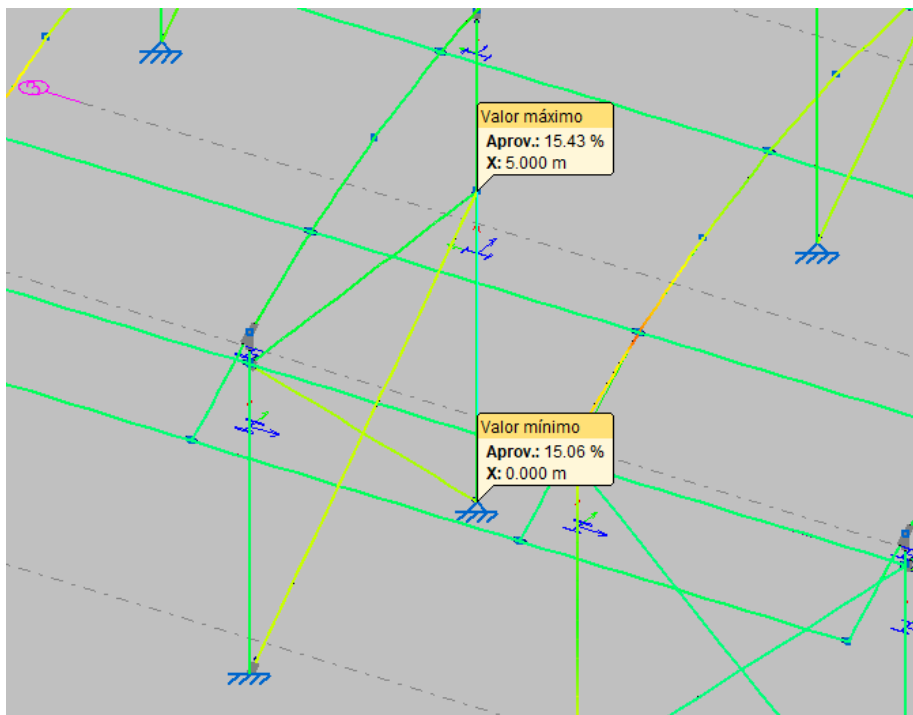 Valor máximo
Aprov.: 15.43 %
X: 5.000 m
Valor mínimo
Aprov.: 15.06 %
X: 0.000 m